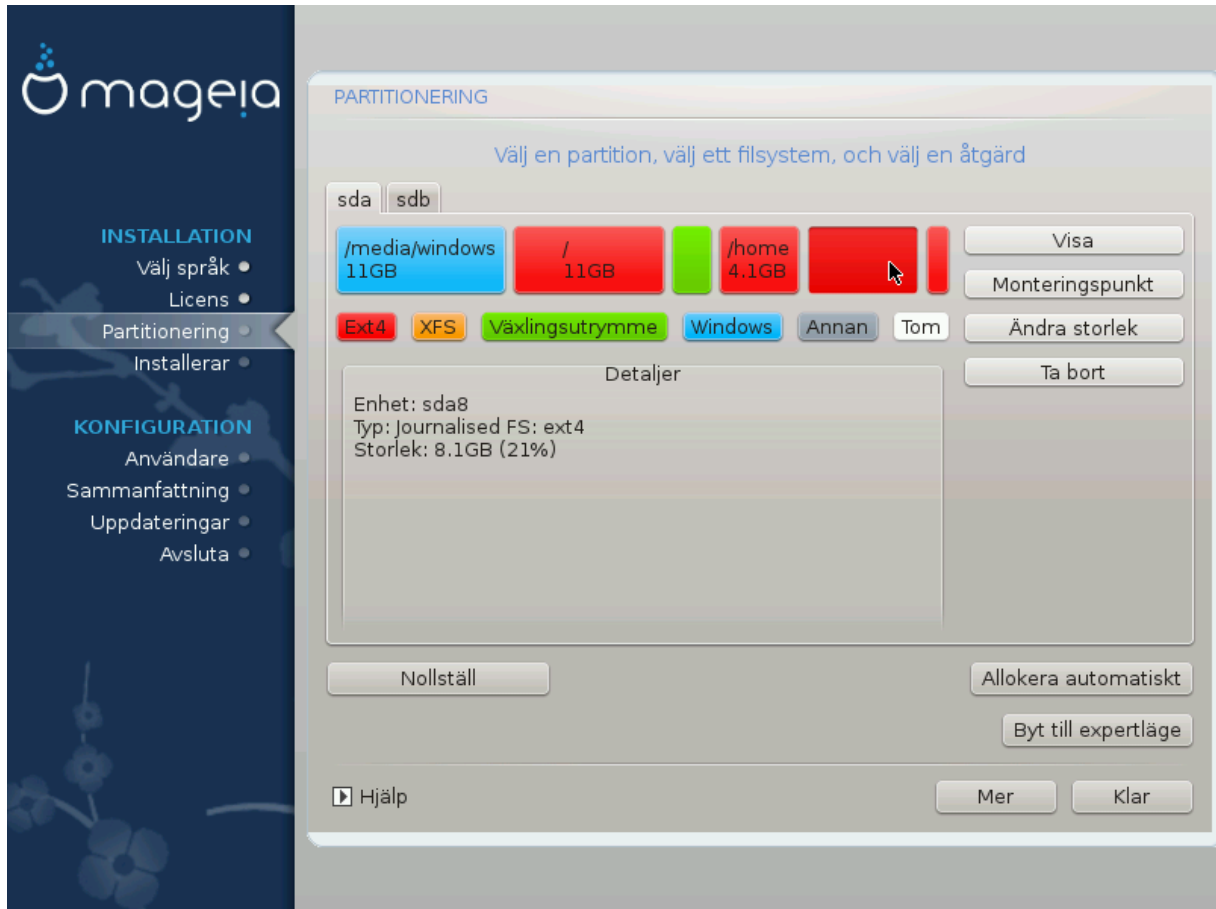 mageia
INSTALLATION
Välj språk
Licens
Partitionering
Installerar
KONFIGURATION
Användare
Sammanfattning
Uppdateringar
Avsluta
PARTITIONERING
Välj en partition, välj ett filsystem, och välj en åtgärd
sda sdb
/media/windows
11GB
/
11GB
/home
4.1GB
Ext4 XFS Växlingsutrymme Windows Annan Tom
Visa
Monteringspunkt
Ändra storlek
Ta bort
Detaljer
Enhet: sda8
Typ: Journalised FS: ext4
Storlek: 8.1GB (21%)
Nollställ
Allokera automatiskt
Byt till expertläge
Hjälp
Mer
Klar